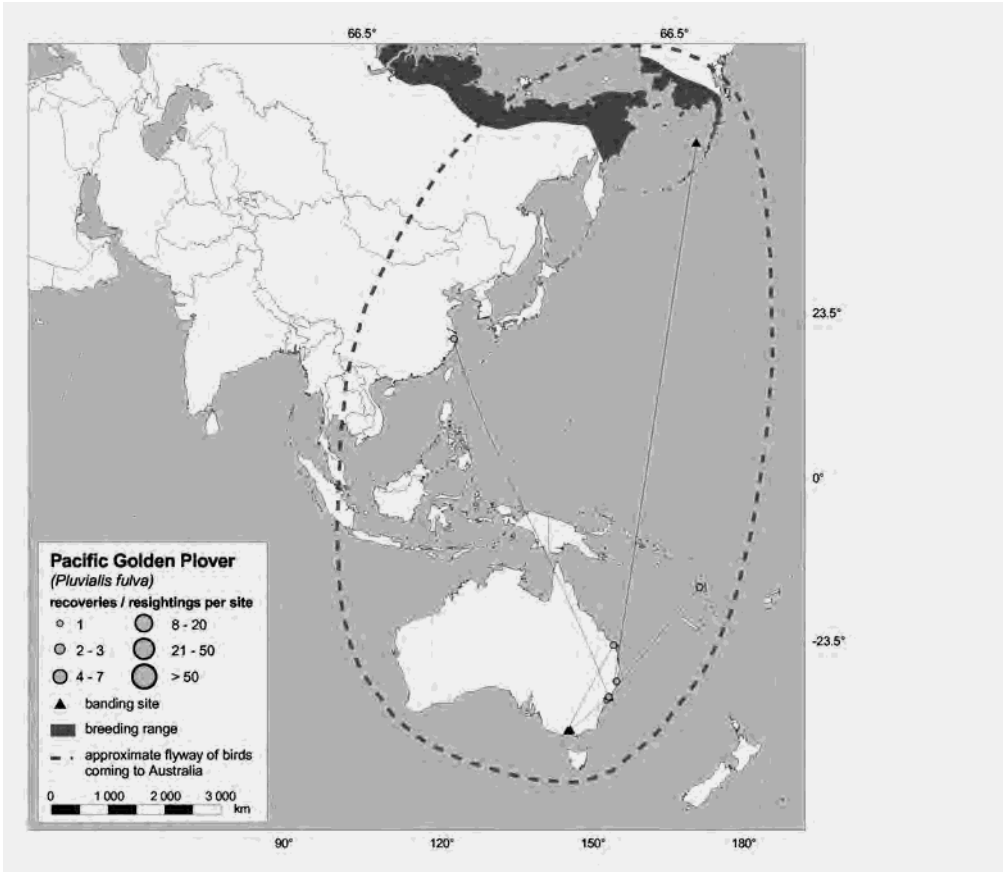 66.5° 66.5°
23.5°
0°
-23.5°
Pacific Golden Plover
(Pluvialis fulva)
recoveries / resightings per site
1 8 - 20
2 - 3 21 - 50
4 - 7 > 50
banding site
breeding range
approximate flyway of birds
coming to Australia
0 1 000 2 000 3 000
km
90° 120° 150° 180°